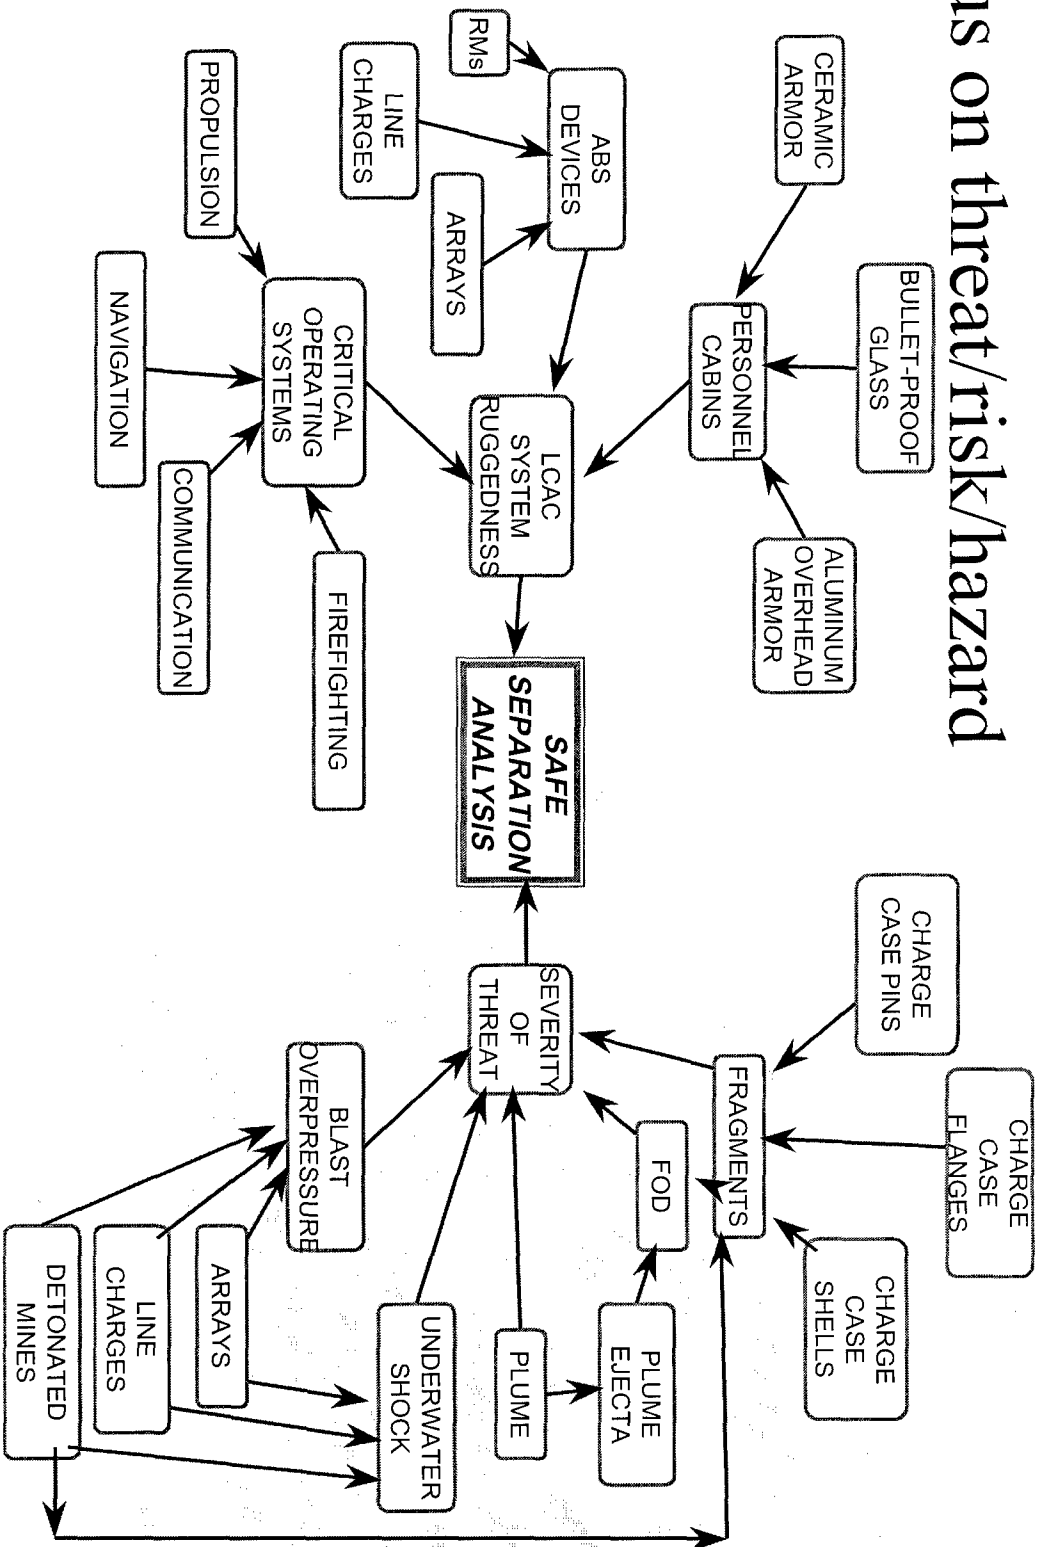 us on threat/risk/hazard
CERAMIC
ARMOR
BULLET-PROOF
GLASS
ALUMINUM
OVERHEAD
ARMOR
CHARGE
CASE PINS
CHARGE
CASE
FLANGES
CHARGE
CASE
SHELLS
PERSONNEL
CABINS
FRAGMENTS
RMs
ABS
DEVICES
LINE
CHARGES
ARRAYS
FOD
PLUME
EJECTA
LCAC
SYSTEM
RUGGEDNESS
SAFE
SEPARATION
ANALYSIS
SEVERITY
OF
THREAT
PLUME
UNDERWATER
SHOCK
PROPULSION
CRITICAL
OPERATING
SYSTEMS
FIREFIGHTING
BLAST
OVERPRESSURE
ARRAYS
NAVIGATION
COMMUNICATION
LINE
CHARGES
DETONATED
MINES